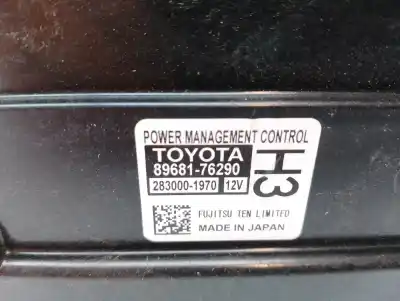 POWER MANAGEMENT CONTROL
TOYOTA
89681-76290
283000-1970 12V
H3
FUJITSU TEN LIMITED
MADE IN JAPAN